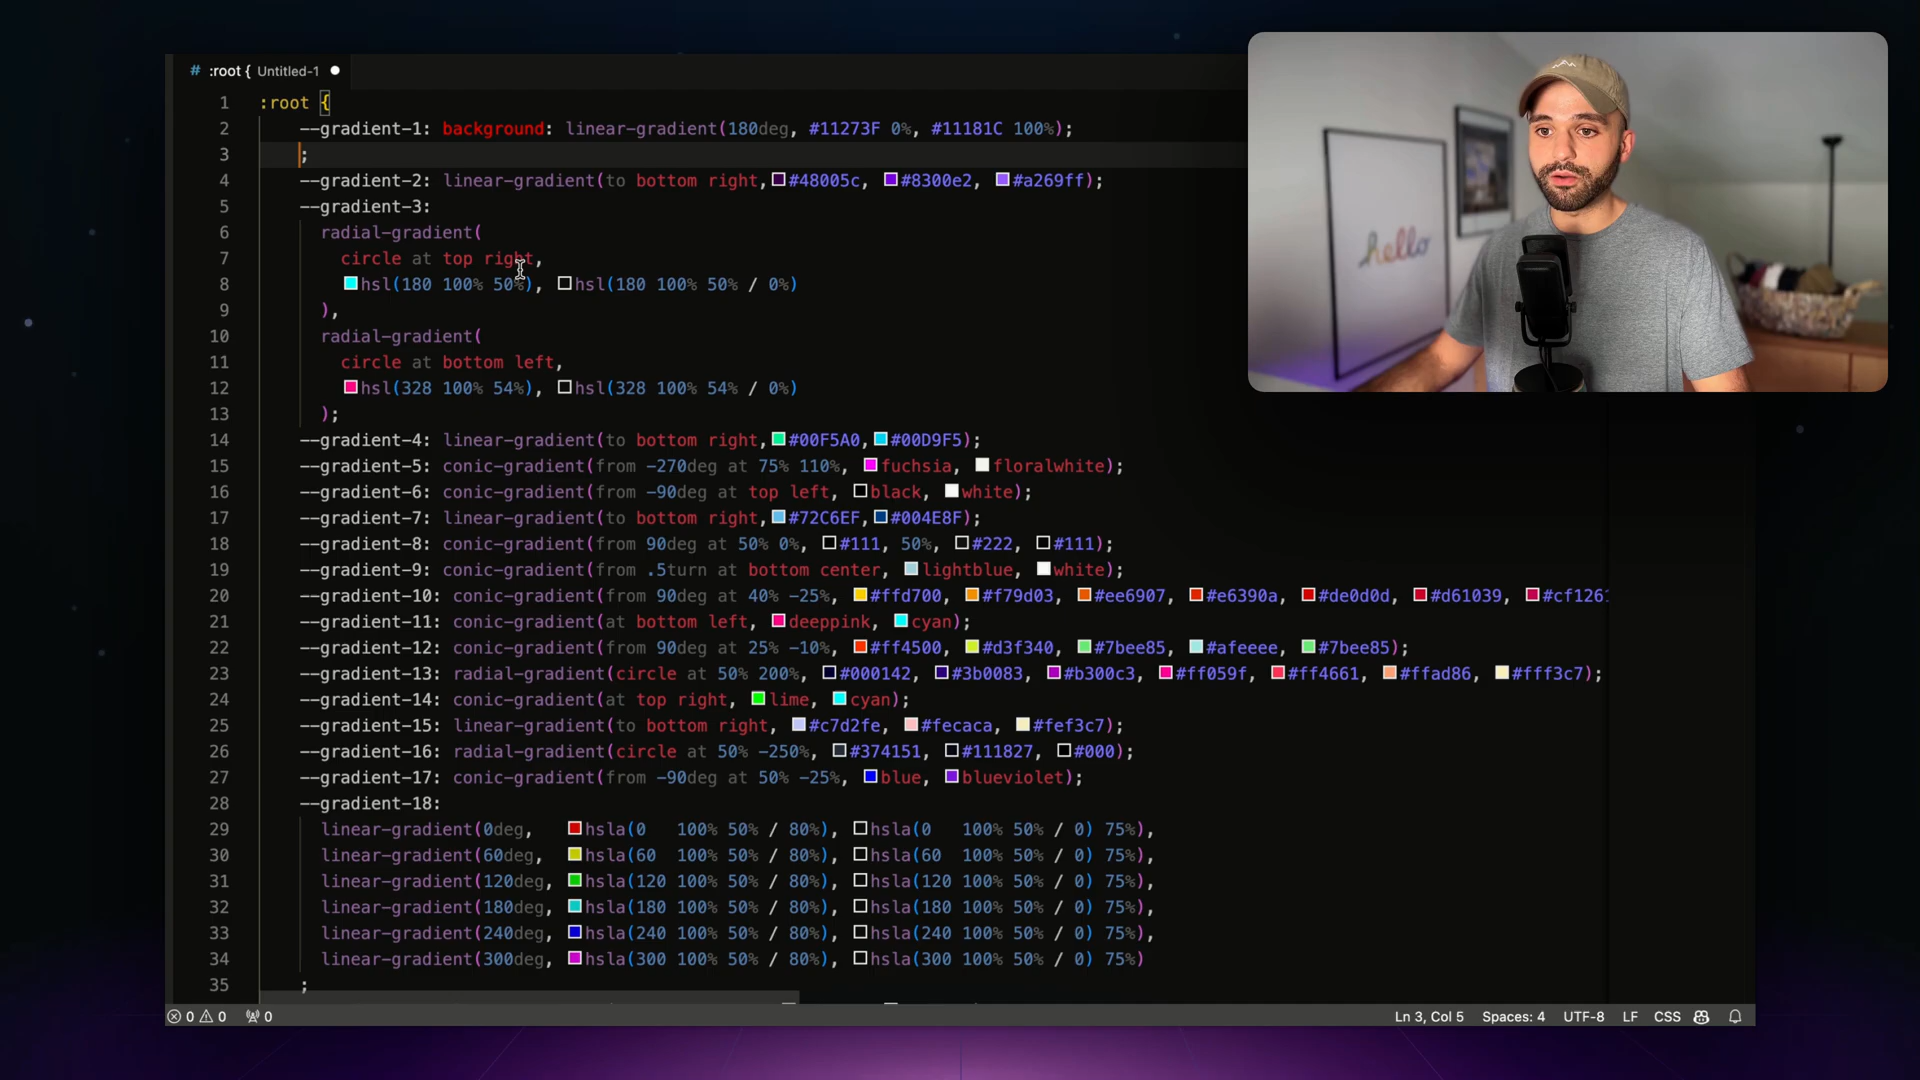 # :root { Untitled-1
1 :root {
2 --gradient-1: background: linear-gradient(180deg, #11273F 0%, #11181C 100%);
3 ;
4 --gradient-2: linear-gradient(to bottom right, #48005c, #8300e2, #a269ff);
5 --gradient-3:
6 radial-gradient(
7 circle at top right,
8 hsl(180 100% 50%), hsl(180 100% 50% / 0%)
9 ),
10 radial-gradient(
11 circle at bottom left,
12 hsl(328 100% 54%), hsl(328 100% 54% / 0%)
13 );
14 --gradient-4: linear-gradient(to bottom right, #00F5A0, #00D9F5);
15 --gradient-5: conic-gradient(from -270deg at 75% 110%, fuchsia, floralwhite);
16 --gradient-6: conic-gradient(from -90deg at top left, black, white);
17 --gradient-7: linear-gradient(to bottom right, #72C6EF, #004E8F);
18 --gradient-8: conic-gradient(from 90deg at 50% 0%, #111, 50%, #222, #111);
19 --gradient-9: conic-gradient(from .5turn at bottom center, lightblue, white);
20 --gradient-10: conic-gradient(from 90deg at 40% -25%, #ffd700, #f79d03, #ee6907, #e6390a, #de0d0d, #d61039, #cf1261
21 --gradient-11: conic-gradient(at bottom left, deeppink, cyan);
22 --gradient-12: conic-gradient(from 90deg at 25% -10%, #ff4500, #d3f340, #7bee85, #afeeee, #7bee85);
23 --gradient-13: radial-gradient(circle at 50% 200%, #000142, #3b0083, #b300c3, #ff059f, #ff4661, #ffad86, #fff3c7);
24 --gradient-14: conic-gradient(at top right, lime, cyan);
25 --gradient-15: linear-gradient(to bottom right, #c7d2fe, #fecaca, #fef3c7);
26 --gradient-16: radial-gradient(circle at 50% -250%, #374151, #111827, #000);
27 --gradient-17: conic-gradient(from -90deg at 50% -25%, blue, blueviolet);
28 --gradient-18:
29 linear-gradient(0deg, hsla(0 100% 50% / 80%), hsla(0 100% 50% / 0) 75%),
30 linear-gradient(60deg, hsla(60 100% 50% / 80%), hsla(60 100% 50% / 0) 75%),
31 linear-gradient(120deg, hsla(120 100% 50% / 80%), hsla(120 100% 50% / 0) 75%),
32 linear-gradient(180deg, hsla(180 100% 50% / 80%), hsla(180 100% 50% / 0) 75%),
33 linear-gradient(240deg, hsla(240 100% 50% / 80%), hsla(240 100% 50% / 0) 75%),
34 linear-gradient(300deg, hsla(300 100% 50% / 80%), hsla(300 100% 50% / 0) 75%)
35 ;
hello
0 0 0 Ln 3, Col 5 Spaces: 4 UTF-8 LF CSS